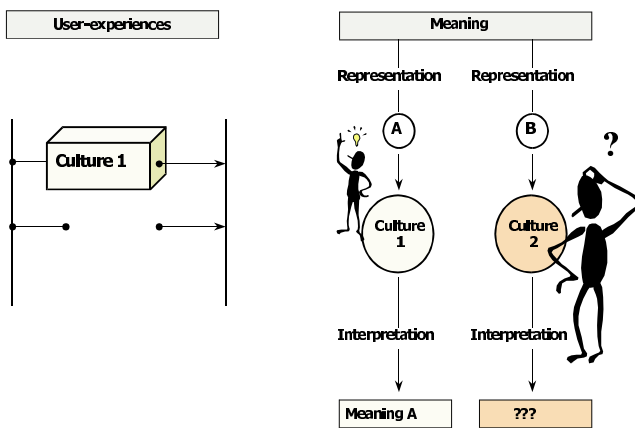 User-experiences
Culture 1
Meaning
Representation Representation
A B
?
Culture Culture
1 2
Interpretation Interpretation
Meaning A ???